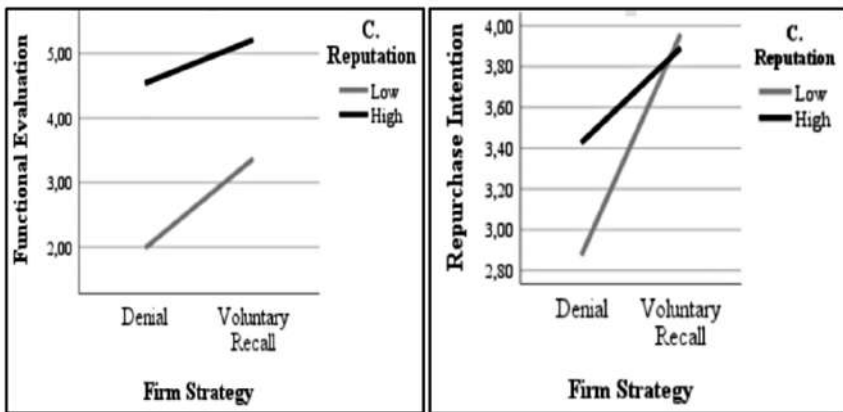 Functional Evaluation
5,00
4,00
3,00
2,00
Denial
Voluntary
Recall
Firm Strategy
C.
Reputation
Low
High
Repurchase Intention
4,00
3,80
3,60
3,40
3,20
3,00
2,80
Denial
Voluntary
Recall
Firm Strategy
C.
Reputation
Low
High